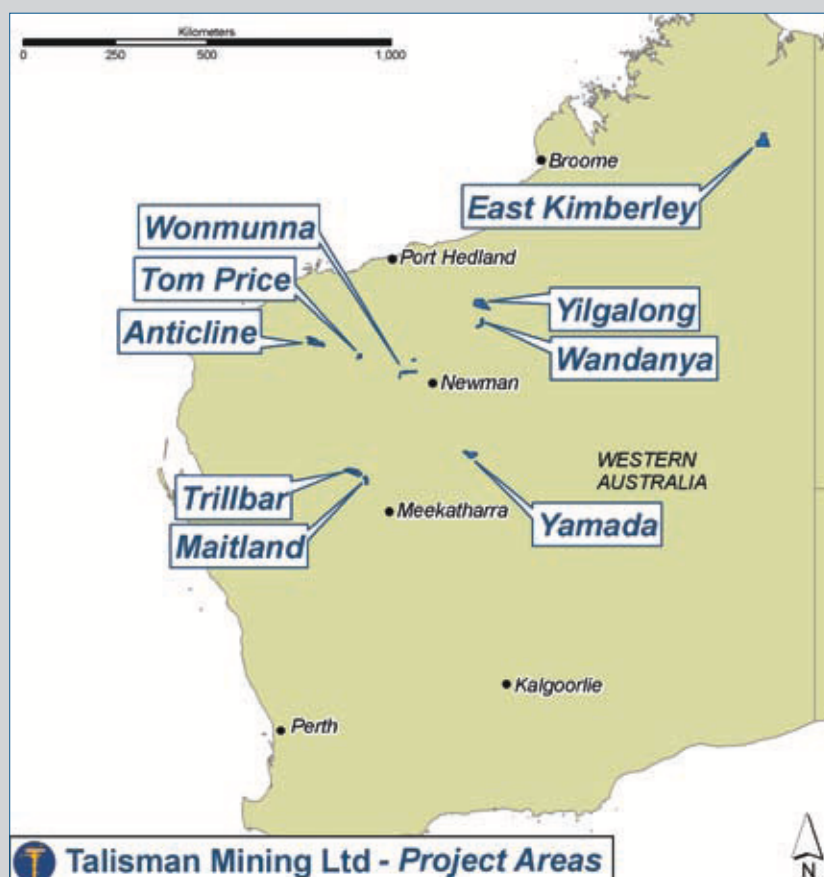 Kilometers
0 250 500 1,000
Broome
East Kimberley
Wonmunna
Port Hedland
Tom Price
Yilgalong
Anticline
Wandanya
Newman
WESTERN
AUSTRALIA
Trillbar
Meekatharra
Yamada
Maitland
Kalgoorlie
Perth
Talisman Mining Ltd - Project Areas
N